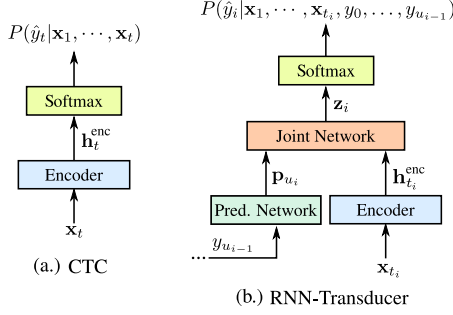 P(ŷ_t|x_1, ⋯, x_t)
Softmax
h_t^enc
Encoder
x_t
(a.) CTC
P(ŷ_i|x_1, ⋯, x_{t_i}, y_0, …, y_{u_{i-1}})
Softmax
z_i
Joint Network
p_{u_i}
h_{t_i}^enc
Pred. Network
Encoder
y_{u_{i-1}}
x_{t_i}
(b.) RNN-Transducer